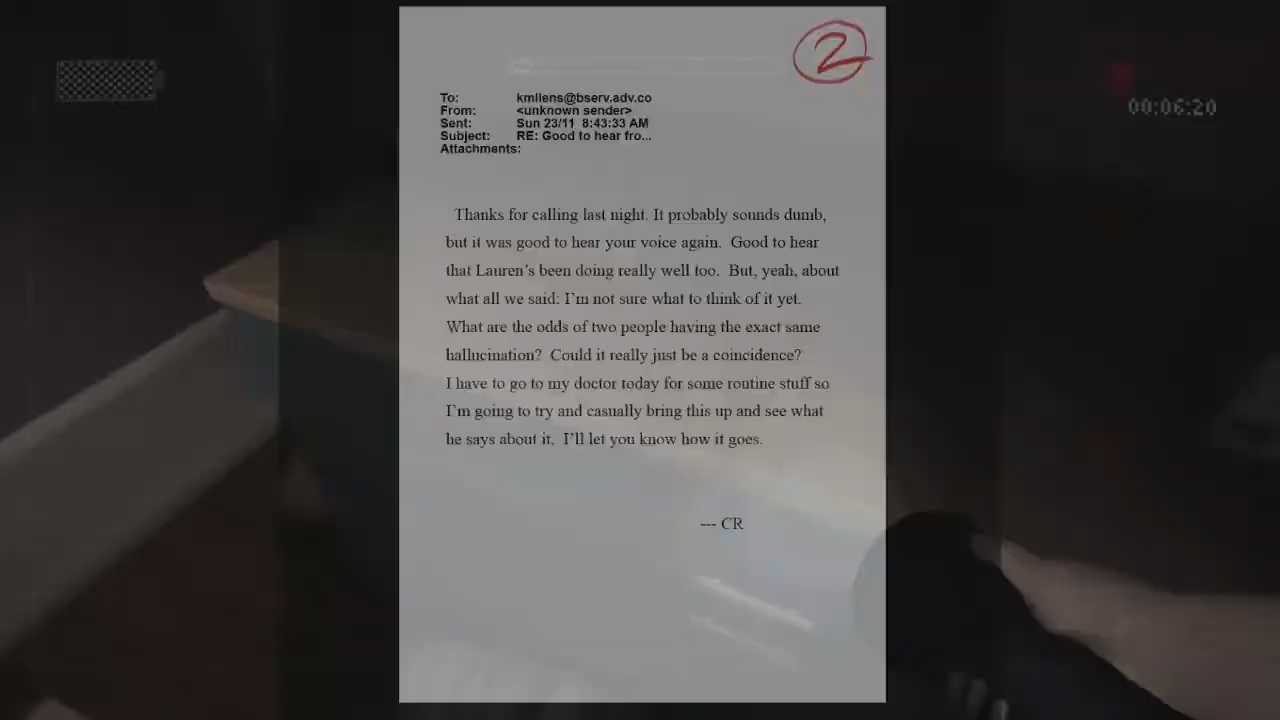 2
To: kmllens@bserv.adv.co
From: <unknown sender>
Sent: Sun 23/11 8:43:33 AM
Subject: RE: Good to hear fro...
Attachments:
00:06:20
Thanks for calling last night. It probably sounds dumb,
but it was good to hear your voice again. Good to hear
that Lauren's been doing really well too. But, yeah, about
what all we said: I'm not sure what to think of it yet.
What are the odds of two people having the exact same
hallucination? Could it really just be a coincidence?
I have to go to my doctor today for some routine stuff so
I'm going to try and casually bring this up and see what
he says about it. I'll let you know how it goes.
--- CR